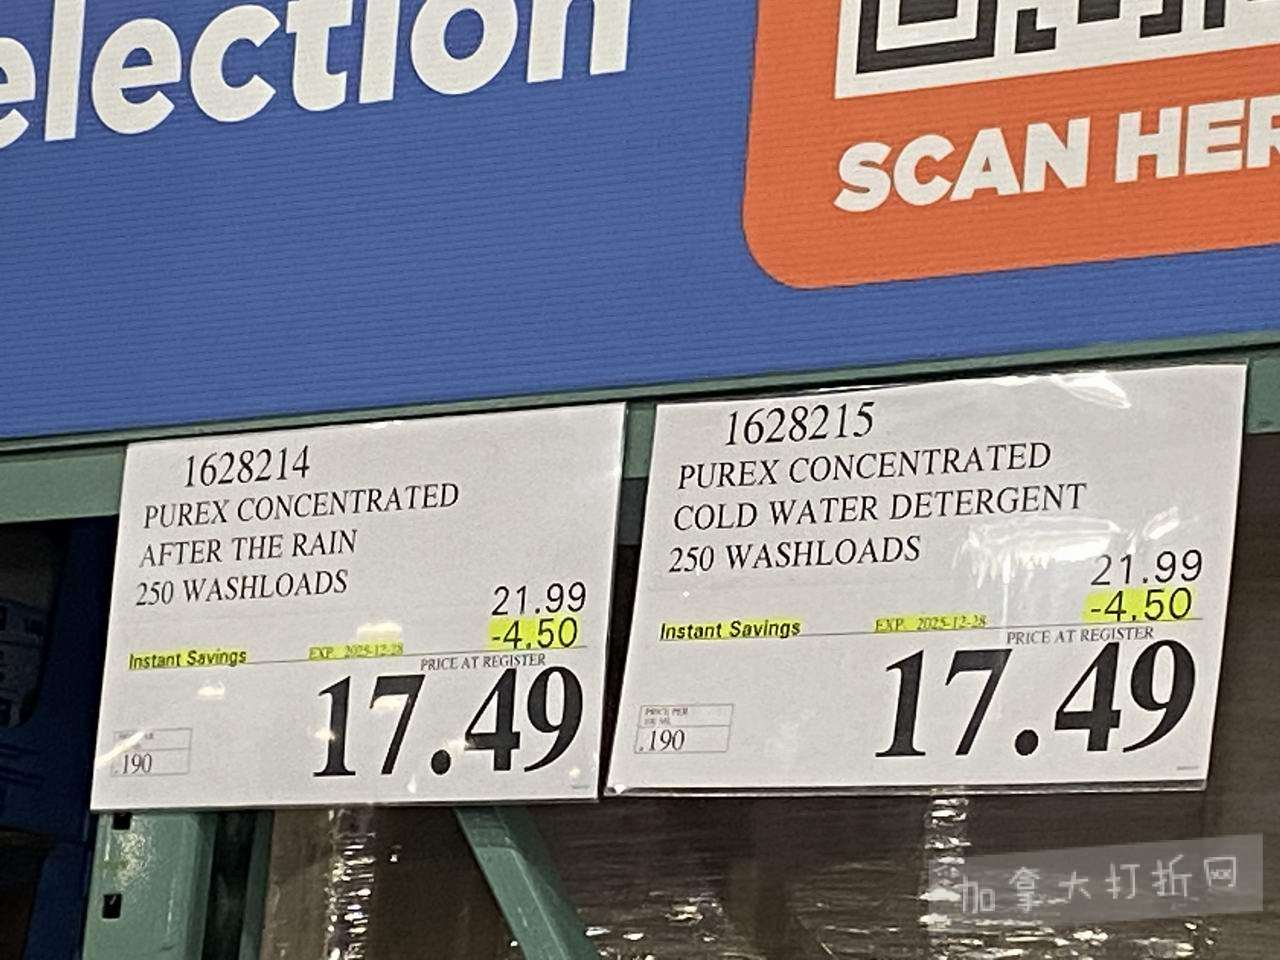 election
SCAN HER
1628214
PUREX CONCENTRATED
AFTER THE RAIN
250 WASHLOADS
21.99
-4.50
Instant Savings EXP. 2025-12-28
PRICE AT REGISTER
17.49
.190
1628215
PUREX CONCENTRATED
COLD WATER DETERGENT
250 WASHLOADS
21.99
-4.50
Instant Savings EXP. 2025-12-28
PRICE AT REGISTER
17.49
PRICE PER
.190
加拿大打折网